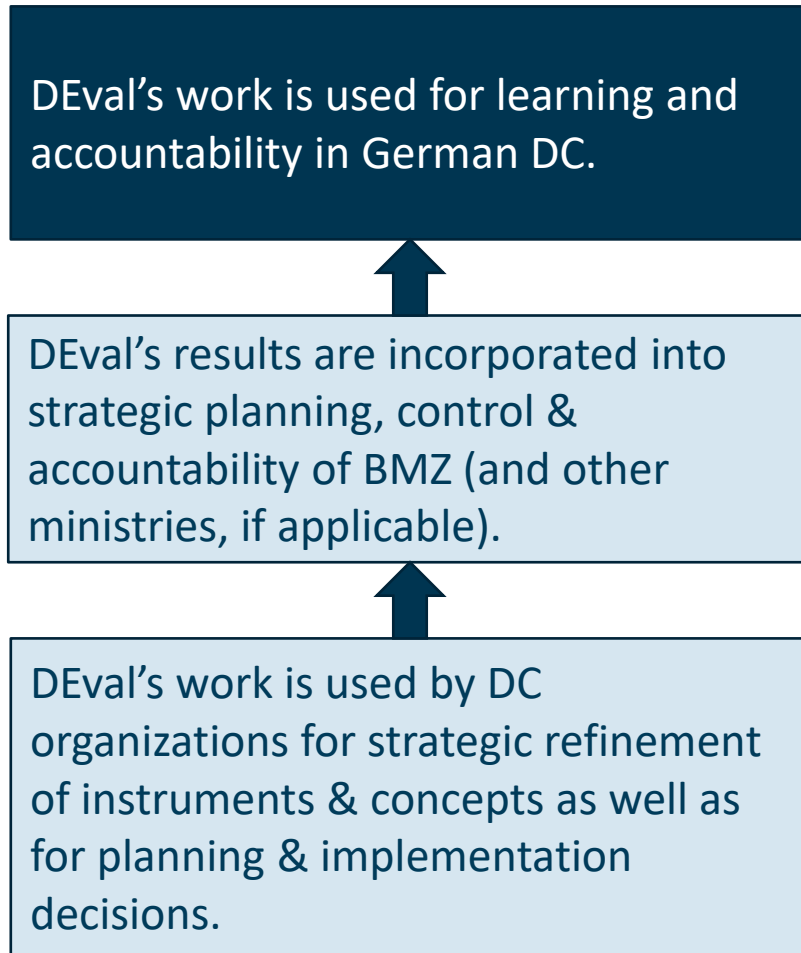 DEval’s work is used for learning and
accountability in German DC.
DEval’s results are incorporated into
strategic planning, control &
accountability of BMZ (and other
ministries, if applicable).
DEval’s work is used by DC
organizations for strategic refinement
of instruments & concepts as well as
for planning & implementation
decisions.